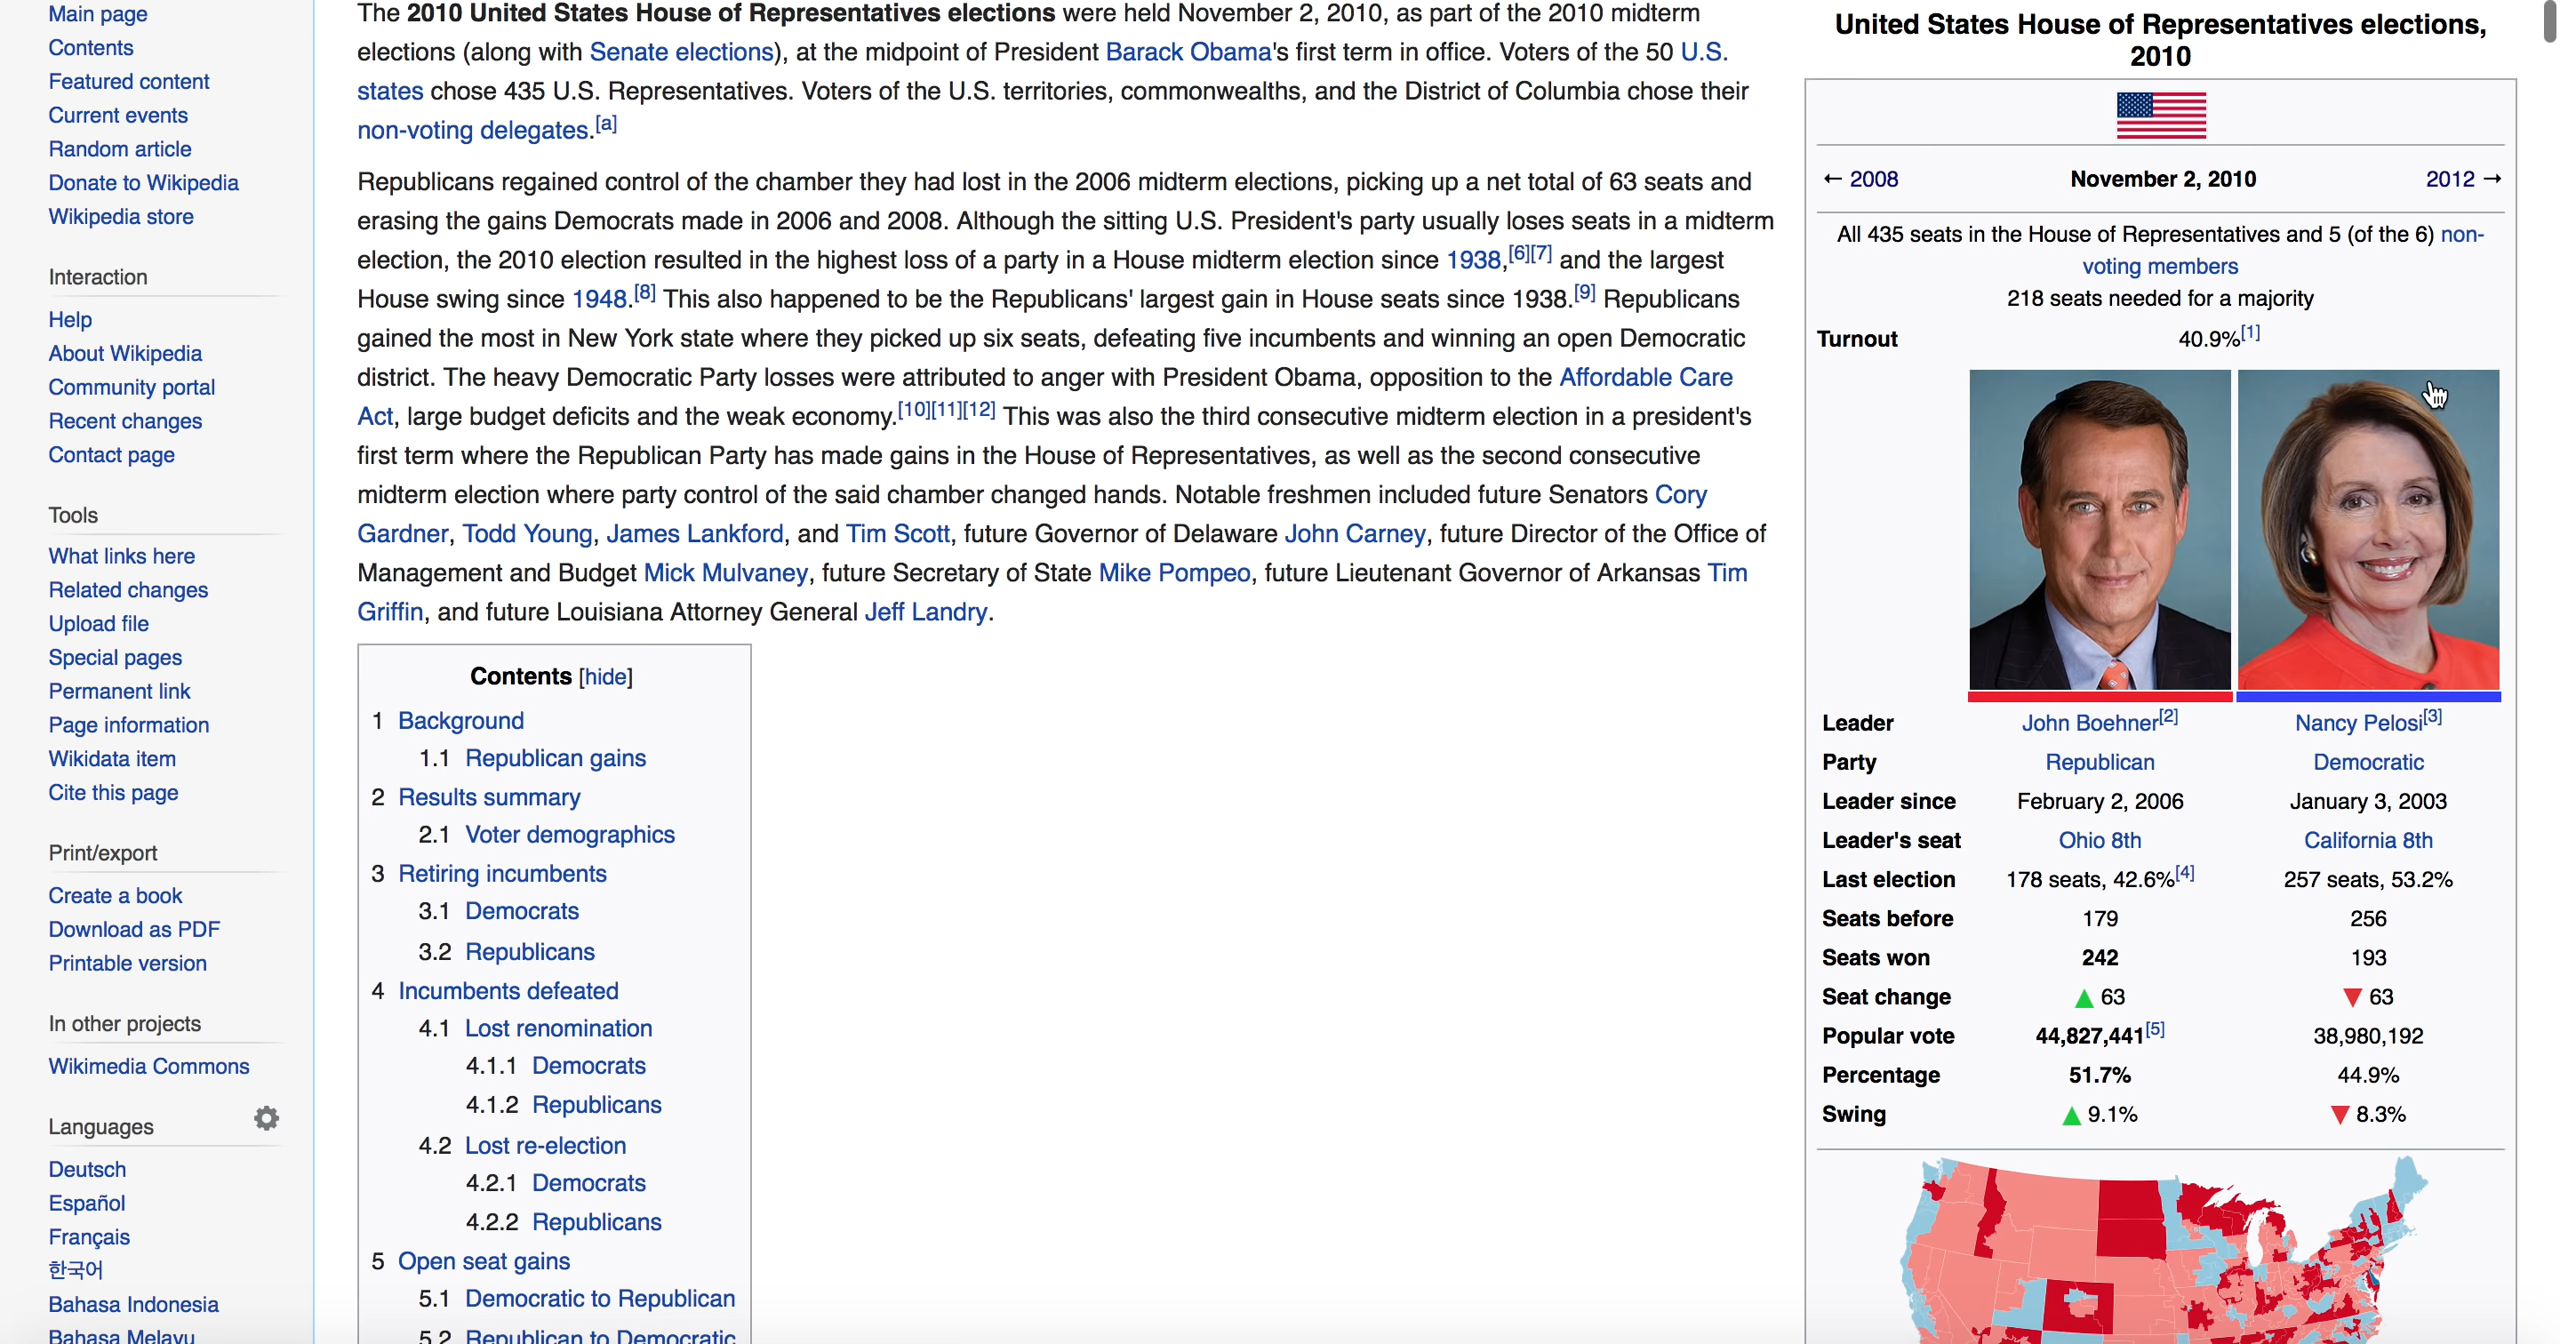 Main page
Contents
Featured content
Current events
Random article
Donate to Wikipedia
Wikipedia store
Interaction
Help
About Wikipedia
Community portal
Recent changes
Contact page
Tools
What links here
Related changes
Upload file
Special pages
Permanent link
Page information
Wikidata item
Cite this page
Print/export
Create a book
Download as PDF
Printable version
In other projects
Wikimedia Commons
Languages
Deutsch
Español
Français
한국어
Bahasa Indonesia
Bahasa Melayu
The 2010 United States House of Representatives elections were held November 2, 2010, as part of the 2010 midterm
elections (along with Senate elections), at the midpoint of President Barack Obama's first term in office. Voters of the 50 U.S.
states chose 435 U.S. Representatives. Voters of the U.S. territories, commonwealths, and the District of Columbia chose their
non-voting delegates.[a]
Republicans regained control of the chamber they had lost in the 2006 midterm elections, picking up a net total of 63 seats and
erasing the gains Democrats made in 2006 and 2008. Although the sitting U.S. President's party usually loses seats in a midterm
election, the 2010 election resulted in the highest loss of a party in a House midterm election since 1938,[6][7] and the largest
House swing since 1948.[8] This also happened to be the Republicans' largest gain in House seats since 1938.[9] Republicans
gained the most in New York state where they picked up six seats, defeating five incumbents and winning an open Democratic
district. The heavy Democratic Party losses were attributed to anger with President Obama, opposition to the Affordable Care
Act, large budget deficits and the weak economy.[10][11][12] This was also the third consecutive midterm election in a president's
first term where the Republican Party has made gains in the House of Representatives, as well as the second consecutive
midterm election where party control of the said chamber changed hands. Notable freshmen included future Senators Cory
Gardner, Todd Young, James Lankford, and Tim Scott, future Governor of Delaware John Carney, future Director of the Office of
Management and Budget Mick Mulvaney, future Secretary of State Mike Pompeo, future Lieutenant Governor of Arkansas Tim
Griffin, and future Louisiana Attorney General Jeff Landry.
Contents [hide]
1 Background
1.1 Republican gains
2 Results summary
2.1 Voter demographics
3 Retiring incumbents
3.1 Democrats
3.2 Republicans
4 Incumbents defeated
4.1 Lost renomination
4.1.1 Democrats
4.1.2 Republicans
4.2 Lost re-election
4.2.1 Democrats
4.2.2 Republicans
5 Open seat gains
5.1 Democratic to Republican
5.2 Republican to Democratic
United States House of Representatives elections,
2010
← 2008 November 2, 2010 2012 →
All 435 seats in the House of Representatives and 5 (of the 6) non-
voting members
218 seats needed for a majority
Turnout 40.9%[1]
Leader John Boehner[2] Nancy Pelosi[3]
Party Republican Democratic
Leader since February 2, 2006 January 3, 2003
Leader's seat Ohio 8th California 8th
Last election 178 seats, 42.6%[4] 257 seats, 53.2%
Seats before 179 256
Seats won 242 193
Seat change ▲ 63 ▼ 63
Popular vote 44,827,441[5] 38,980,192
Percentage 51.7% 44.9%
Swing ▲ 9.1% ▼ 8.3%